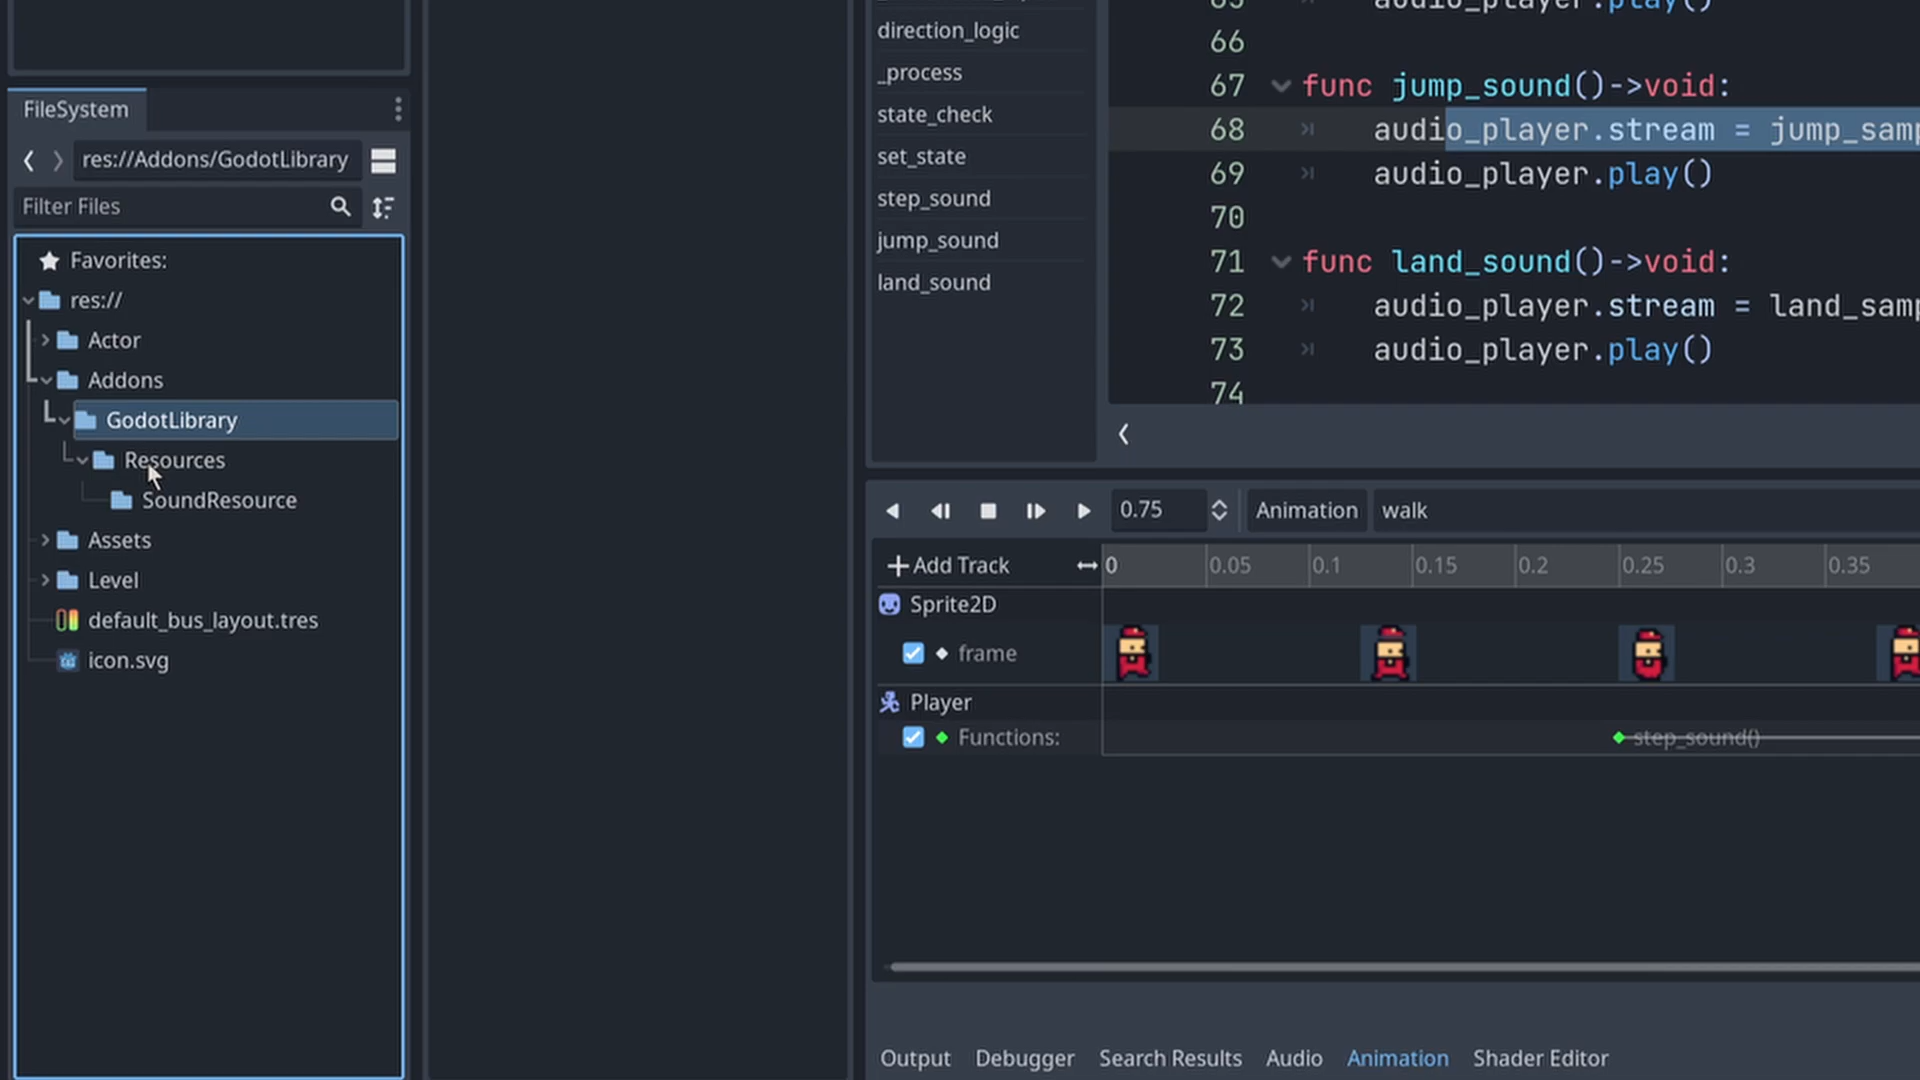 FileSystem
res://Addons/GodotLibrary
Filter Files
Favorites:
res://
Actor
Addons
GodotLibrary
Resources
SoundResource
Assets
Level
default_bus_layout.tres
icon.svg
direction_logic
_process
state_check
set_state
step_sound
jump_sound
land_sound
65 audio_player.play()
66
67 func jump_sound()->void:
68 audio_player.stream = jump_samp
69 audio_player.play()
70
71 func land_sound()->void:
72 audio_player.stream = land_samp
73 audio_player.play()
74
0.75 Animation walk
Add Track 0 0.05 0.1 0.15 0.2 0.25 0.3 0.35
Sprite2D
frame
Player
Functions: step_sound()
Output Debugger Search Results Audio Animation Shader Editor